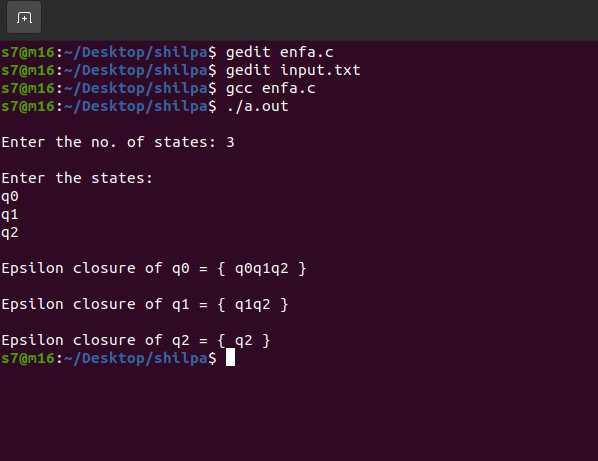 s7@m16:~/Desktop/shilpa$ gedit enfa.c
s7@m16:~/Desktop/shilpa$ gedit input.txt
s7@m16:~/Desktop/shilpa$ gcc enfa.c
s7@m16:~/Desktop/shilpa$ ./a.out
Enter the no. of states: 3
Enter the states:
q0
q1
q2
Epsilon closure of q0 = { q0q1q2 }
Epsilon closure of q1 = { q1q2 }
Epsilon closure of q2 = { q2 }
s7@m16:~/Desktop/shilpa$